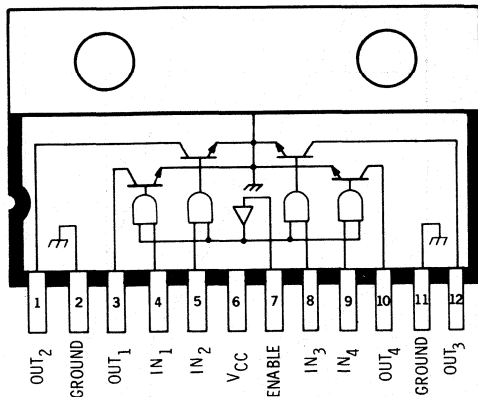 1 2 3 4 5 6 7 8 9 10 11 12
OUT₂
GROUND
OUT₁
IN₁
IN₂
V_CC
ENABLE
IN₃
IN₄
OUT₄
GROUND
OUT₃